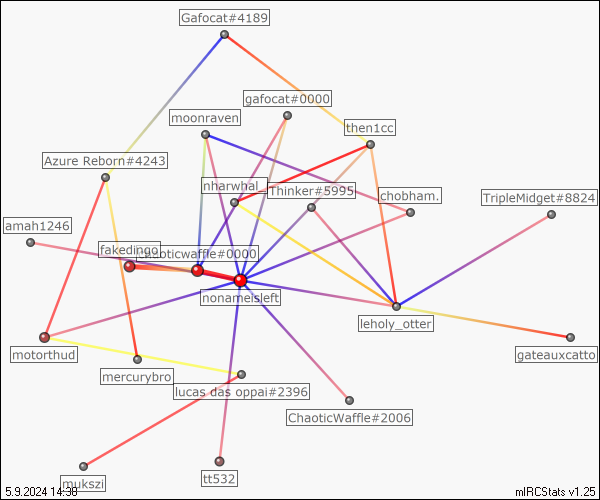 Gafocat#4189
gafocat#0000
moonraven
then1cc
Azure Reborn#4243
nharwhal_
Thinker#5995
chobham.
TripleMidget#8824
amah1246
fakedingo
Chaoticwaffle#0000
nonameisleft
leholy_otter
motorthud
gateauxcatto
mercurybro
lucas das oppai#2396
ChaoticWaffle#2006
mukszi
tt532
5.9.2024 14:38
mIRCStats v1.25